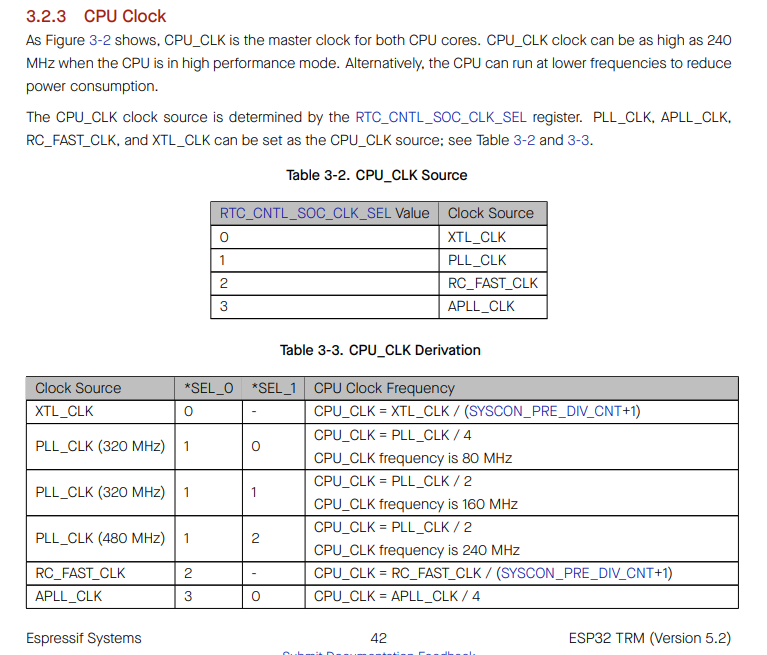 3.2.3 CPU Clock
As Figure 3-2 shows, CPU_CLK is the master clock for both CPU cores. CPU_CLK clock can be as high as 240
MHz when the CPU is in high performance mode. Alternatively, the CPU can run at lower frequencies to reduce
power consumption.
The CPU_CLK clock source is determined by the RTC_CNTL_SOC_CLK_SEL register. PLL_CLK, APLL_CLK,
RC_FAST_CLK, and XTL_CLK can be set as the CPU_CLK source; see Table 3-2 and 3-3.
Table 3-2. CPU_CLK Source
RTC_CNTL_SOC_CLK_SEL Value Clock Source
0 XTL_CLK
1 PLL_CLK
2 RC_FAST_CLK
3 APLL_CLK
Table 3-3. CPU_CLK Derivation
Clock Source *SEL_0 *SEL_1 CPU Clock Frequency
XTL_CLK 0 - CPU_CLK = XTL_CLK / (SYSCON_PRE_DIV_CNT+1)
PLL_CLK (320 MHz) 1 0 CPU_CLK = PLL_CLK / 4
CPU_CLK frequency is 80 MHz
PLL_CLK (320 MHz) 1 1 CPU_CLK = PLL_CLK / 2
CPU_CLK frequency is 160 MHz
PLL_CLK (480 MHz) 1 2 CPU_CLK = PLL_CLK / 2
CPU_CLK frequency is 240 MHz
RC_FAST_CLK 2 - CPU_CLK = RC_FAST_CLK / (SYSCON_PRE_DIV_CNT+1)
APLL_CLK 3 0 CPU_CLK = APLL_CLK / 4
Espressif Systems 42 ESP32 TRM (Version 5.2)
Submit Documentation Feedback